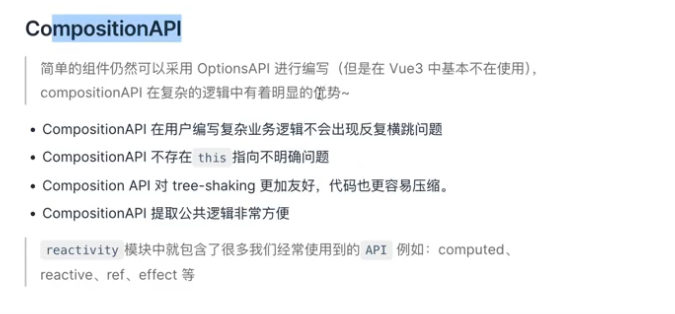 CompositionAPI
简单的组件仍然可以采用 OptionsAPI 进行编写（但是在 Vue3 中基本不在使用），
compositionAPI 在复杂的逻辑中有着明显的优势~
• CompositionAPI 在用户编写复杂业务逻辑不会出现反复横跳问题
• CompositionAPI 不存在 this 指向不明确问题
• Composition API 对 tree-shaking 更加友好，代码也更容易压缩。
• CompositionAPI 提取公共逻辑非常方便
reactivity 模块中就包含了很多我们经常使用到的 API 例如：computed、
reactive、ref、effect 等